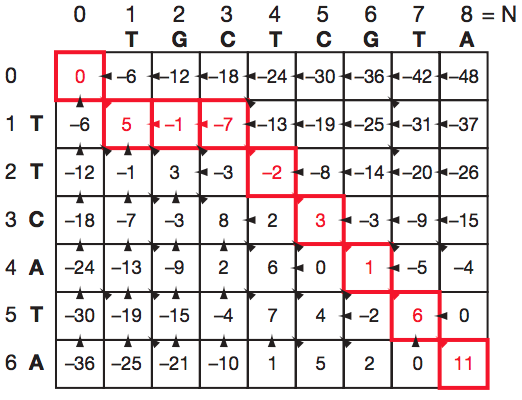 0 1 2 3 4 5 6 7 8 = N
T G C T C G T A
0 0 –6 –12 –18 –24 –30 –36 –42 –48
1 T –6 5 –1 –7 –13 –19 –25 –31 –37
2 T –12 –1 3 –3 –2 –8 –14 –20 –26
3 C –18 –7 –3 8 2 3 –3 –9 –15
4 A –24 –13 –9 2 6 0 1 –5 –4
5 T –30 –19 –15 –4 7 4 –2 6 0
6 A –36 –25 –21 –10 1 5 2 0 11